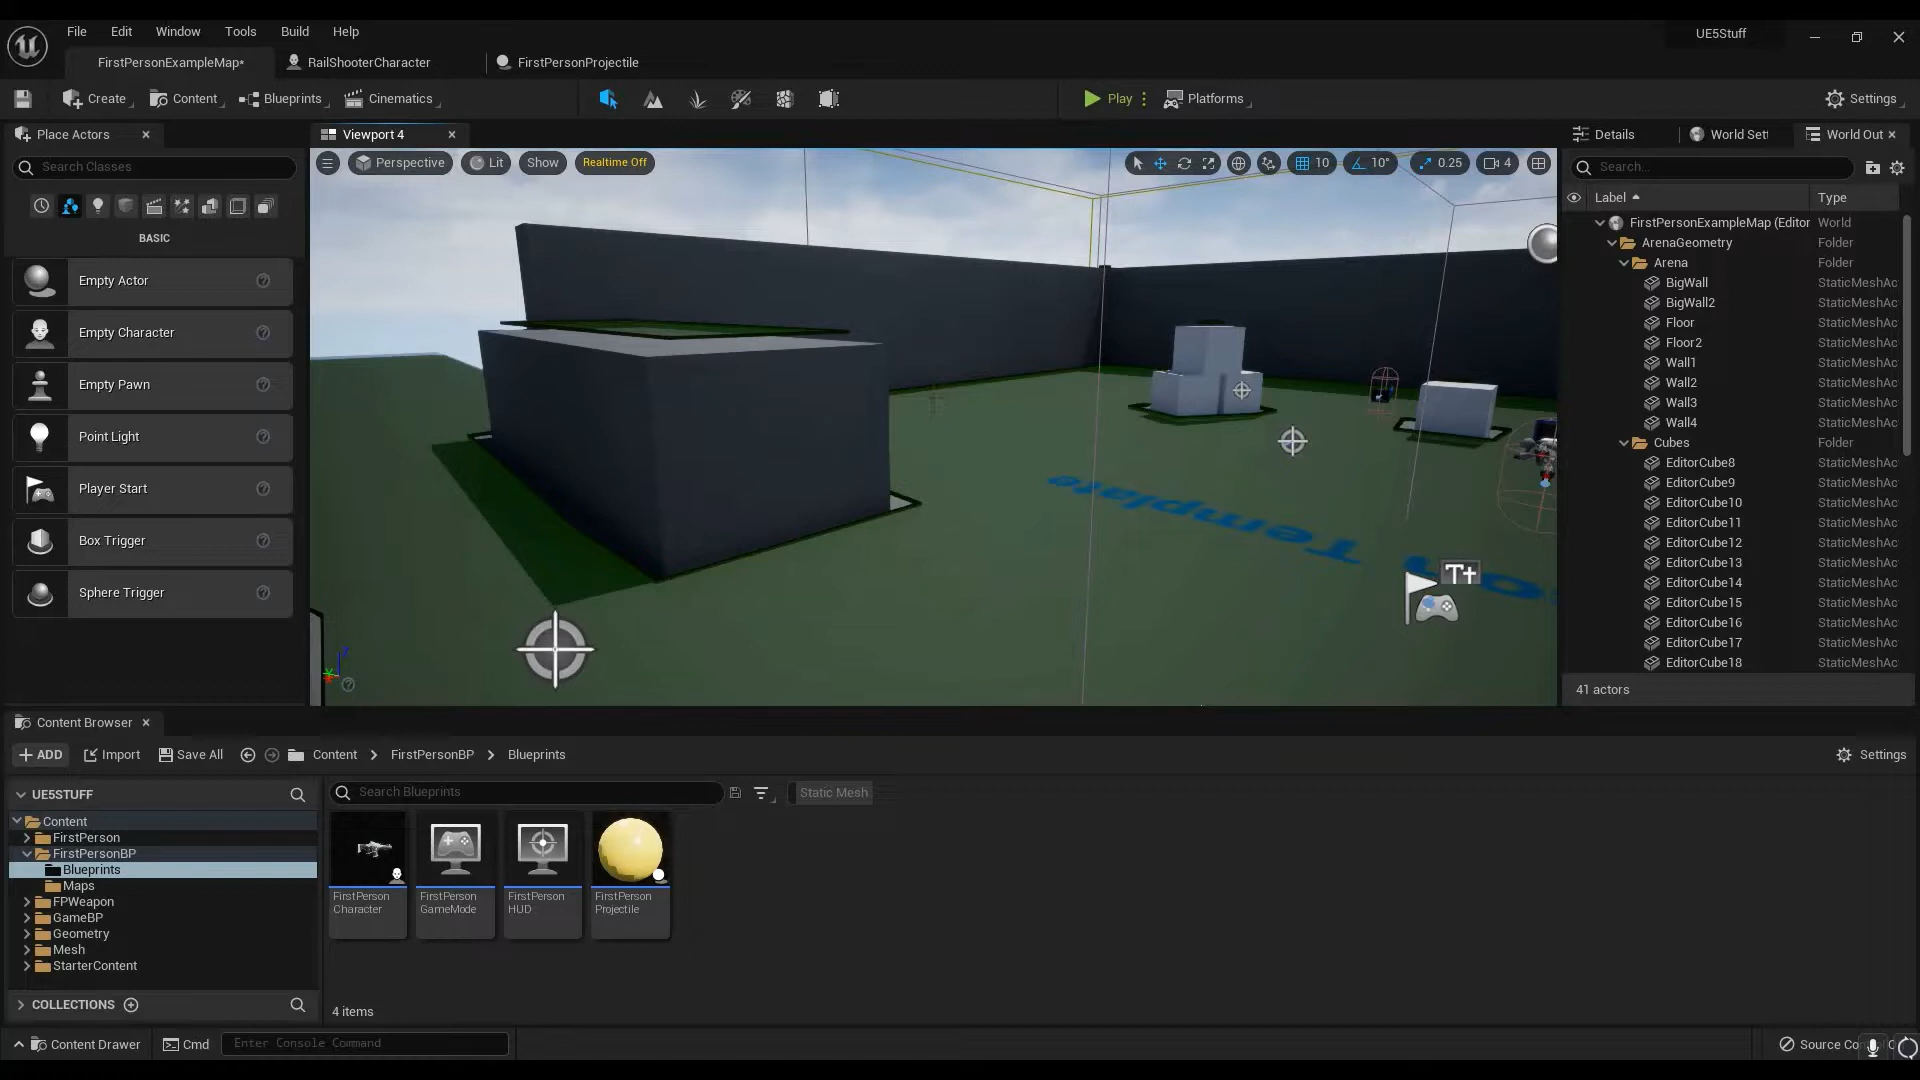 File Edit Window Tools Build Help
UE5Stuff
FirstPersonExampleMap*
RailShooterCharacter
FirstPersonProjectile
Create
Content
Blueprints
Cinematics
Play
Platforms
Settings
Place Actors
Search Classes
BASIC
Empty Actor
Empty Character
Empty Pawn
Point Light
Player Start
Box Trigger
Sphere Trigger
Viewport 4
Perspective
Lit
Show
Realtime Off
10
10°
0.25
4
Template
T+
Z
Details
World Set
World Out
Search...
Label Type
FirstPersonExampleMap (Editor World
ArenaGeometry Folder
Arena Folder
BigWall StaticMeshAc
BigWall2 StaticMeshAc
Floor StaticMeshAc
Floor2 StaticMeshAc
Wall1 StaticMeshAc
Wall2 StaticMeshAc
Wall3 StaticMeshAc
Wall4 StaticMeshAc
Cubes Folder
EditorCube8 StaticMeshAc
EditorCube9 StaticMeshAc
EditorCube10 StaticMeshAc
EditorCube11 StaticMeshAc
EditorCube12 StaticMeshAc
EditorCube13 StaticMeshAc
EditorCube14 StaticMeshAc
EditorCube15 StaticMeshAc
EditorCube16 StaticMeshAc
EditorCube17 StaticMeshAc
EditorCube18 StaticMeshAc
41 actors
Content Browser
ADD
Import
Save All
Content
FirstPersonBP
Blueprints
Settings
UE5STUFF
Content
FirstPerson
FirstPersonBP
Blueprints
Maps
FPWeapon
GameBP
Geometry
Mesh
StarterContent
COLLECTIONS
Search Blueprints
Static Mesh
FirstPerson
Character
FirstPerson
GameMode
FirstPerson
HUD
FirstPerson
Projectile
4 items
Content Drawer
Cmd
Enter Console Command
Source Co